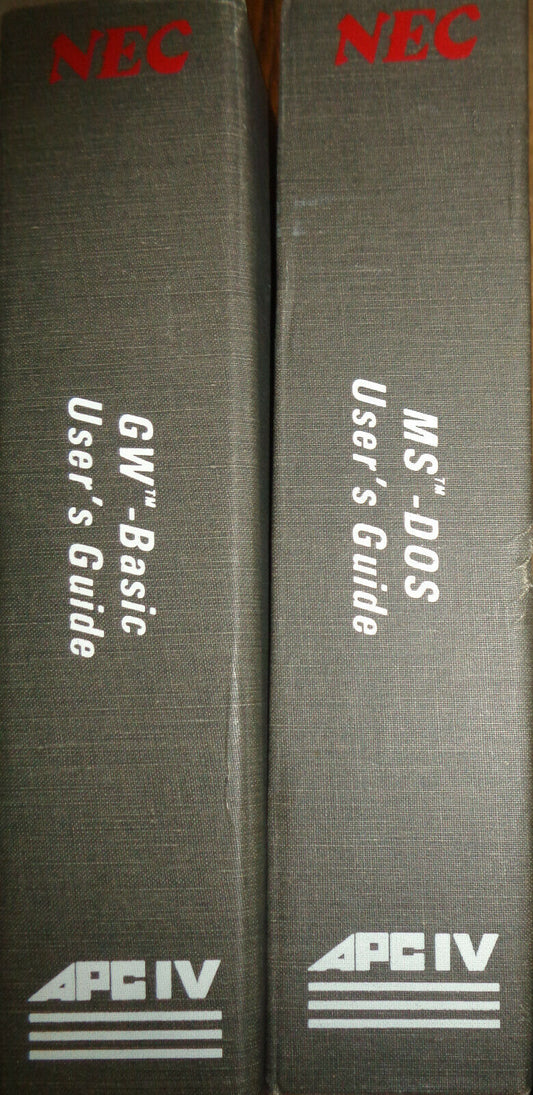 NEC
GW™-Basic
User's Guide
APC IV
NEC
MS™-DOS
User's Guide
APC IV